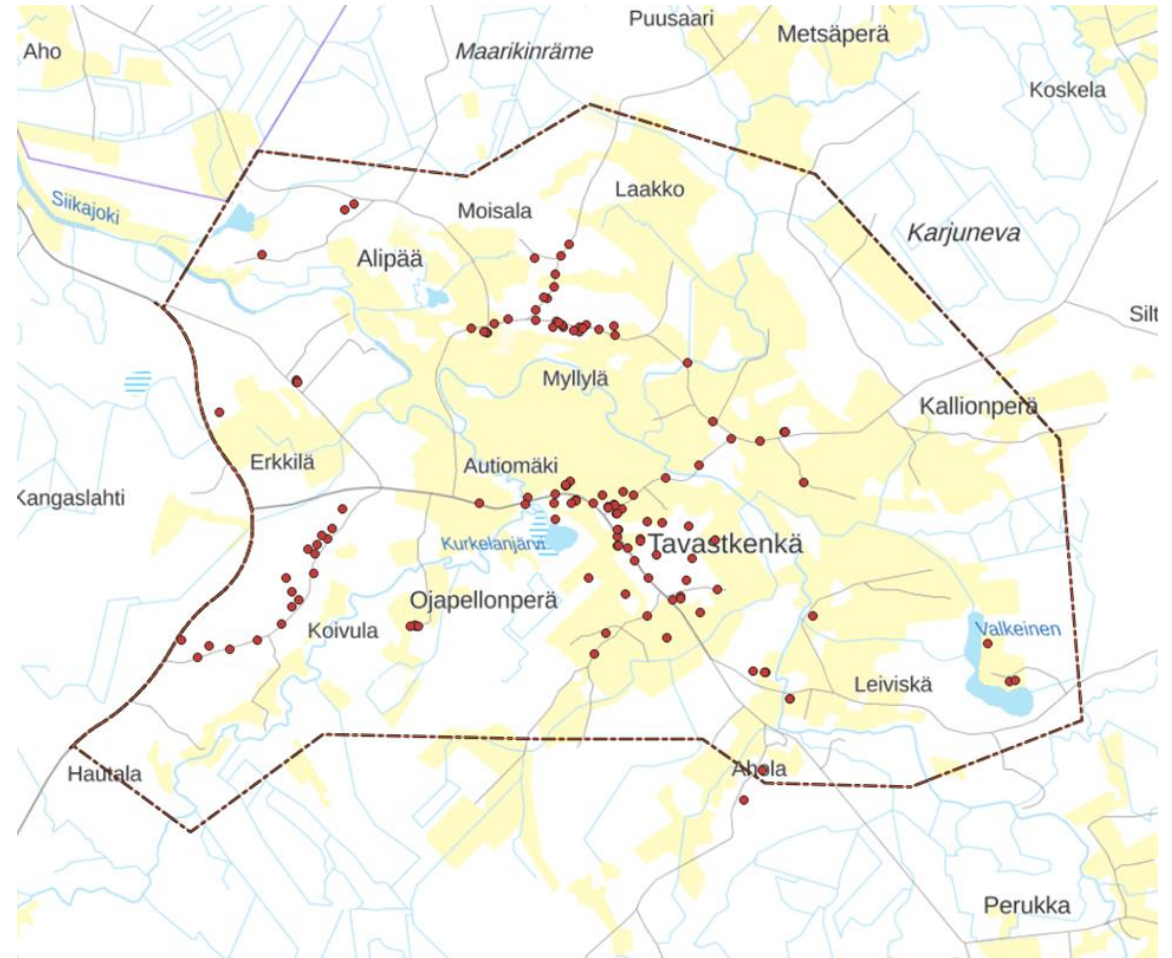 Puusaari
Metsäperä
Aho
Maarikinräme
Koskela
Laakko
Siikajoki
Moisala
Karjuneva
Alipää
Silt
Myllylä
Kallionperä
Erkkilä
Autiomäki
Kangaslahti
Kurkelanjärvi
Tavastkenkä
Ojapellonperä
Koivula
Valkeinen
Leiviskä
Hautala
Ahola
Perukka